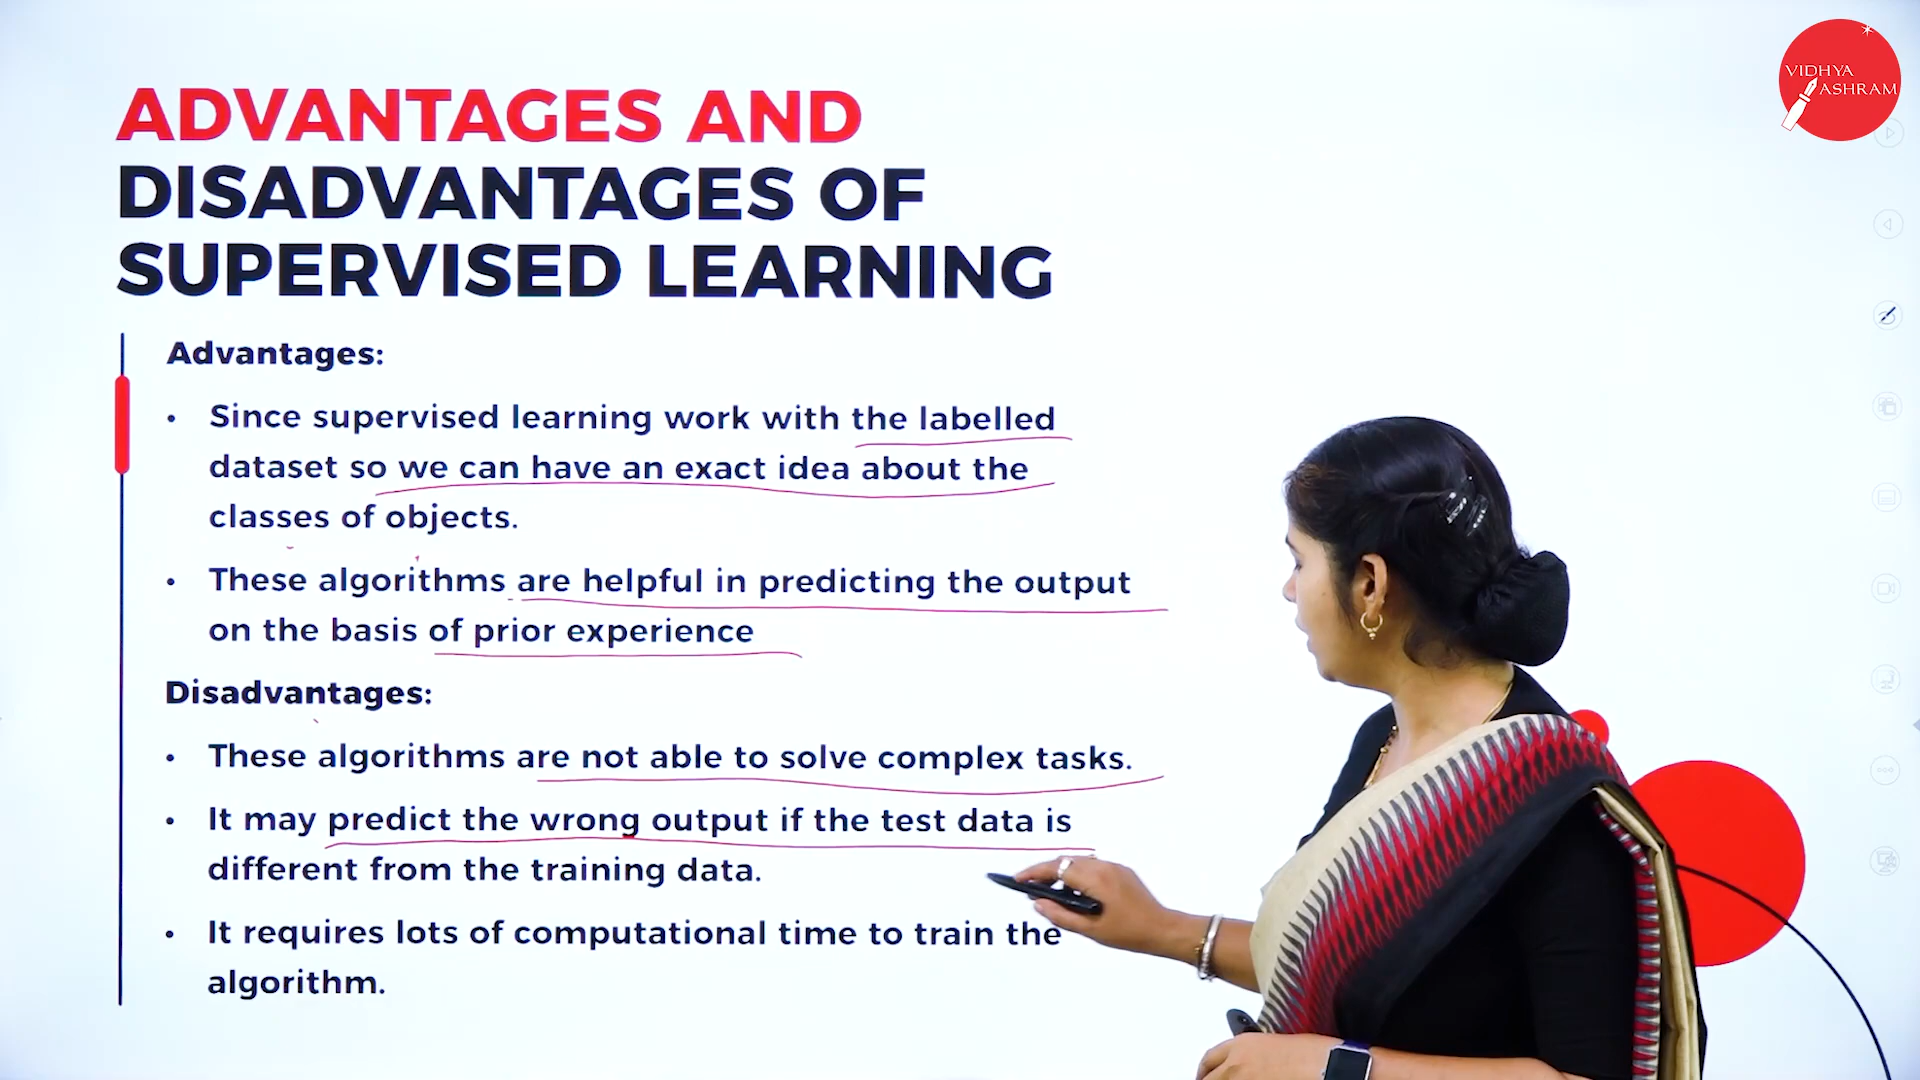 VIDHYA
ASHRAM
ADVANTAGES AND
DISADVANTAGES OF
SUPERVISED LEARNING
Advantages:
• Since supervised learning work with the labelled
dataset so we can have an exact idea about the
classes of objects.
• These algorithms are helpful in predicting the output
on the basis of prior experience
Disadvantages:
• These algorithms are not able to solve complex tasks.
• It may predict the wrong output if the test data is
different from the training data.
• It requires lots of computational time to train the
algorithm.